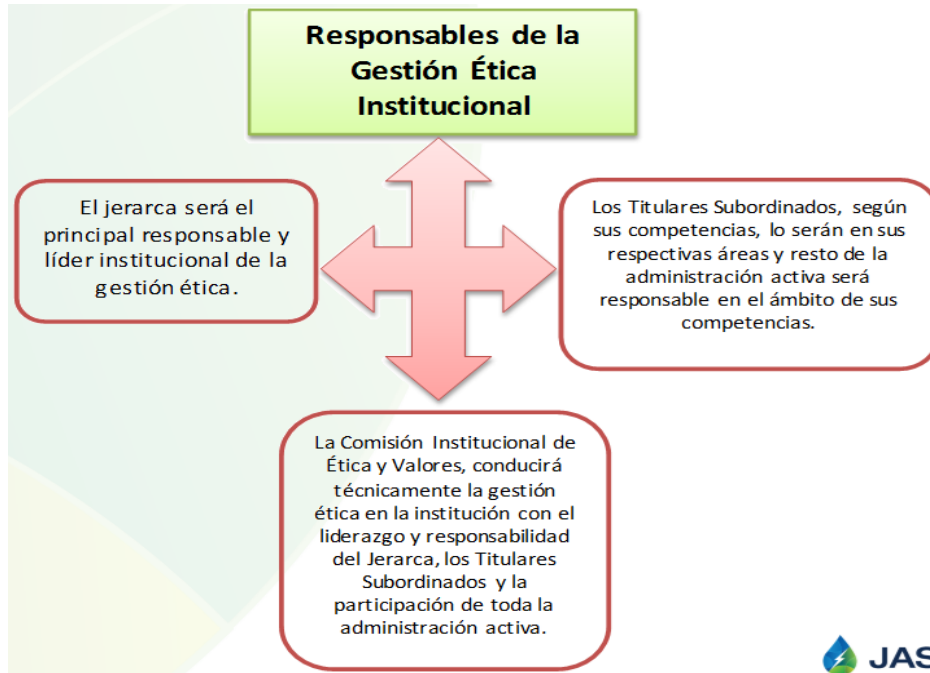 Responsables de la
Gestión Ética
Institucional
El jerarca será el
principal responsable y
líder institucional de la
gestión ética.
Los Titulares Subordinados, según
sus competencias, lo serán en sus
respectivas áreas y resto de la
administración activa será
responsable en el ámbito de sus
competencias.
La Comisión Institucional de
Ética y Valores, conducirá
técnicamente la gestión
ética en la institución con el
liderazgo y responsabilidad
del Jerarca, los Titulares
Subordinados y la
participación de toda la
administración activa.
JAS